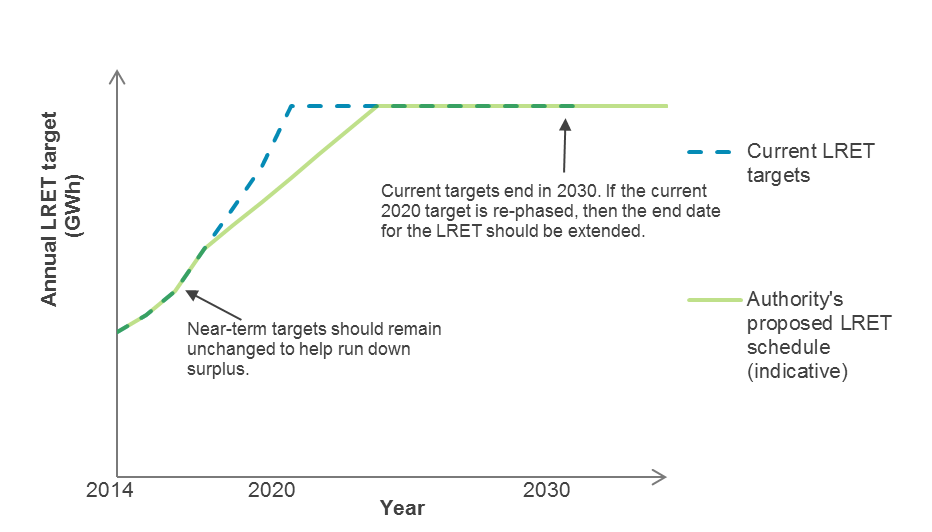 Annual LRET target
(GWh)
Current LRET
targets
Current targets end in 2030. If the current
2020 target is re-phased, then the end date
for the LRET should be extended.
Authority's
proposed LRET
schedule
(indicative)
Near-term targets should remain
unchanged to help run down
surplus.
2014
2020
2030
Year